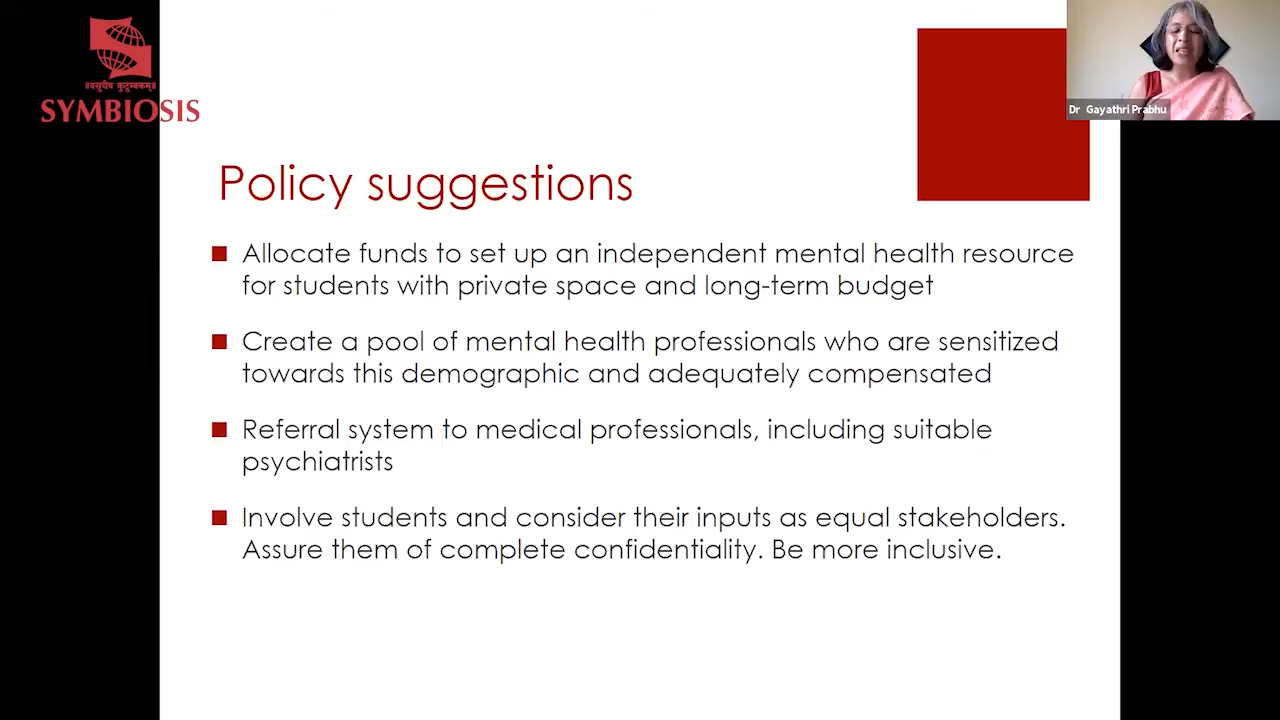 ॥वसुधैव कुटुम्बकम्॥
SYMBIOSIS
Dr Gayathri Prabhu
Policy suggestions
Allocate funds to set up an independent mental health resource
for students with private space and long-term budget
Create a pool of mental health professionals who are sensitized
towards this demographic and adequately compensated
Referral system to medical professionals, including suitable
psychiatrists
Involve students and consider their inputs as equal stakeholders.
Assure them of complete confidentiality. Be more inclusive.